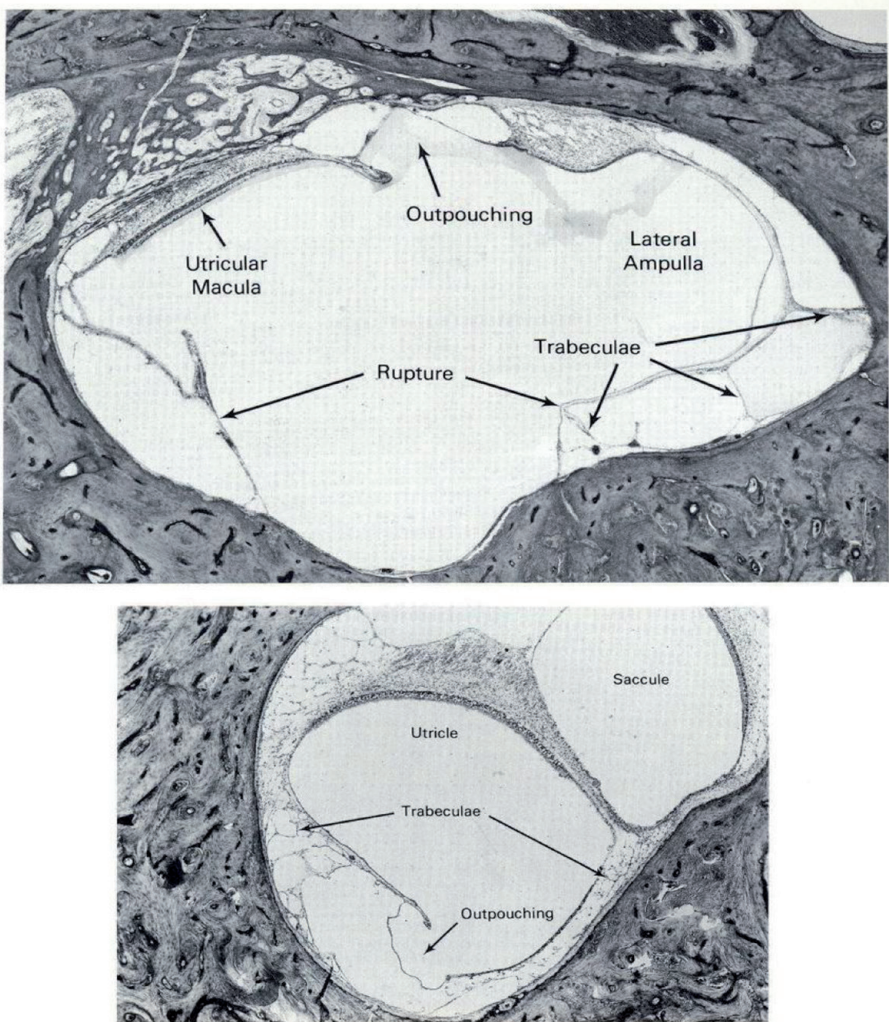 Outpouching
Utricular
Macula
Lateral
Ampulla
Trabeculae
Rupture
Saccule
Utricle
Trabeculae
Outpouching